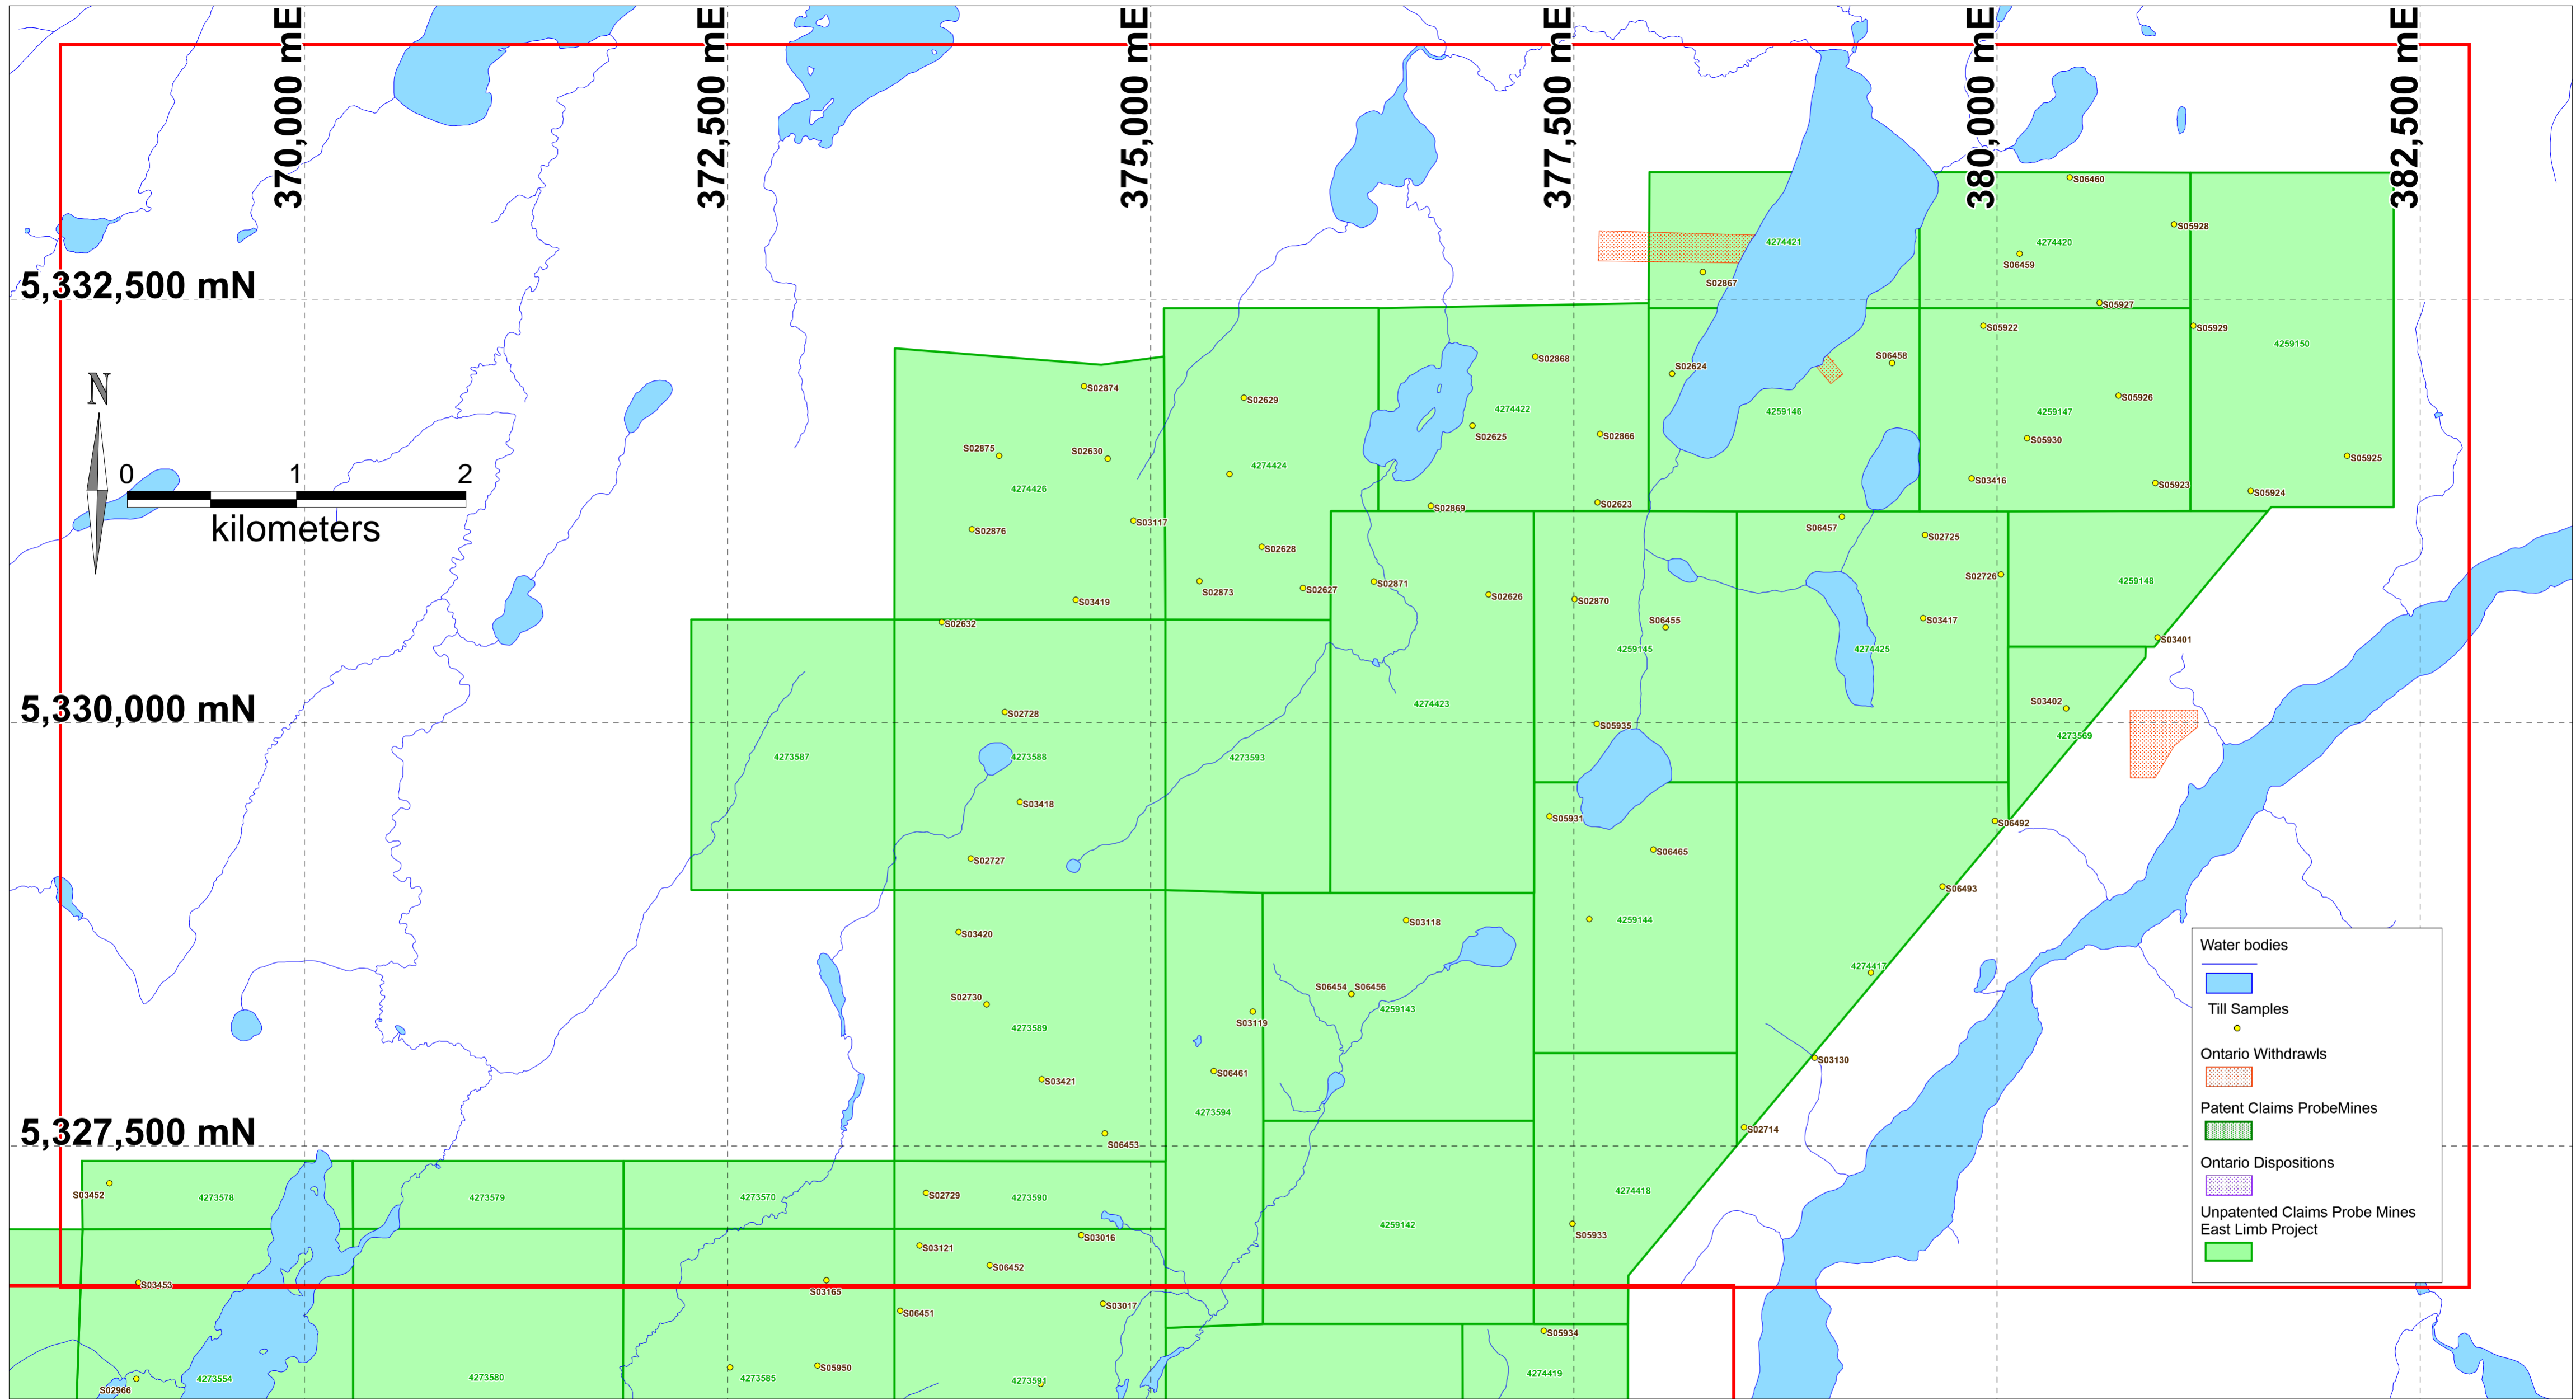 370,000 mE
372,500 mE
375,000 mE
377,500 mE
380,000 mE
382,500 mE
S06460
S05928
4274421
4274420
S06459
5,332,500 mN
S02867
S05927
S05922
S05929
4259150
S02868
S06458
S02624
N
S02874
S02629
S05926
4274422
4259146
4259147
S02625
S02866
S05930
S02875
S02630
4274424
S05925
0 1 2
4274426
S03416
S05923
S05924
kilometers
S02869
S02623
S03117
S02876
S06457
S02725
S02628
S02726
4259148
S02873
S02627
S02871
S02626
S02870
S03419
S02632
S06455
S03417
S03401
4259145
4274425
5,330,000 mN
S02728
4274423
S03402
S05935
4273569
4273587
4273588
4273593
S03418
S05931
S06492
S02727
S06465
S06493
S03420
S03118
4259144
Water bodies
4274417
S06454
S06456
S02730
4259143
Till Samples
S03119
4273589
Ontario Withdrawls
S03130
S06461
S03421
4273594
Patent Claims ProbeMines
5,327,500 mN
S02714
S06453
Ontario Dispositions
S03452
4273578
4273579
4273570
S02729
4273590
4274418
Unpatented Claims Probe Mines
East Limb Project
4259142
S05933
S03016
S03121
S06452
S03453
S03165
S03017
S06451
S05934
S05950
4273554
4273580
4273585
4273591
4274419
S02966